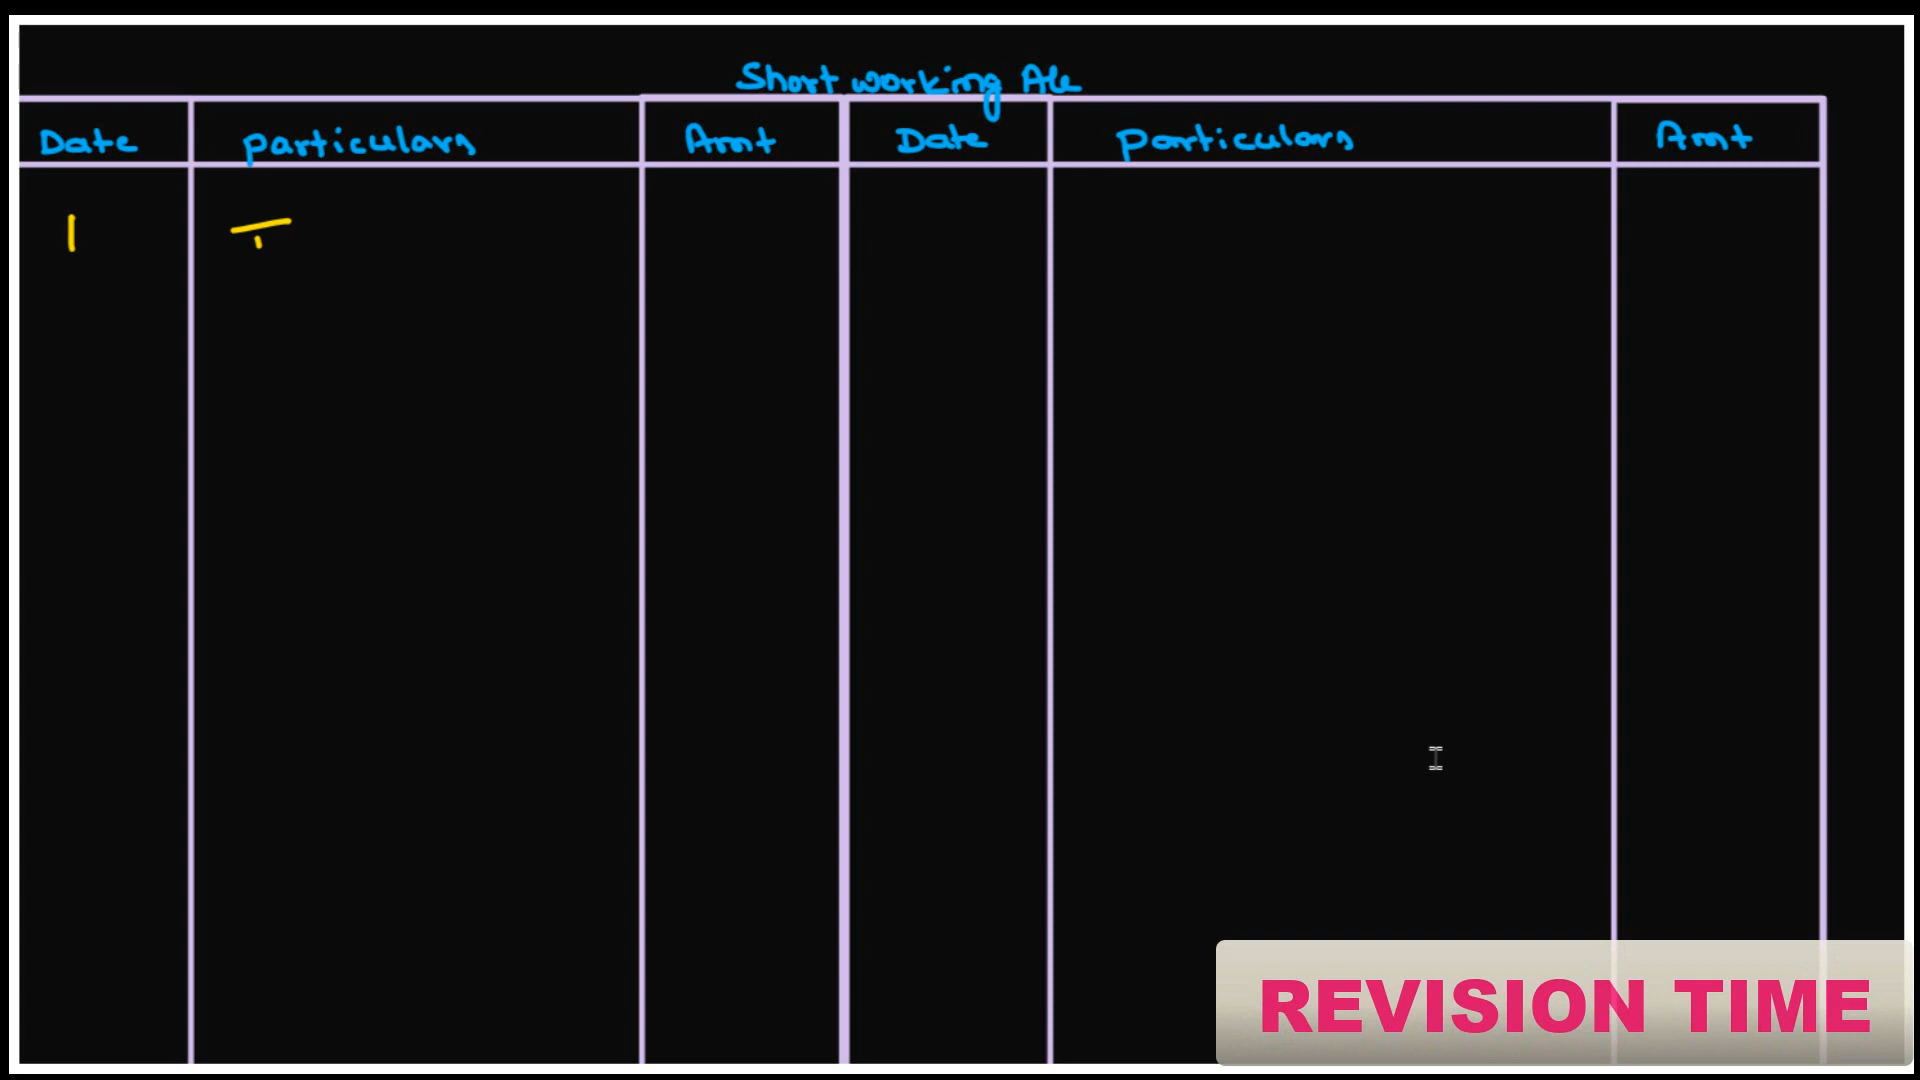 Short working A/c
Date particulars Amt Date particulars Amt
1 T
REVISION TIME